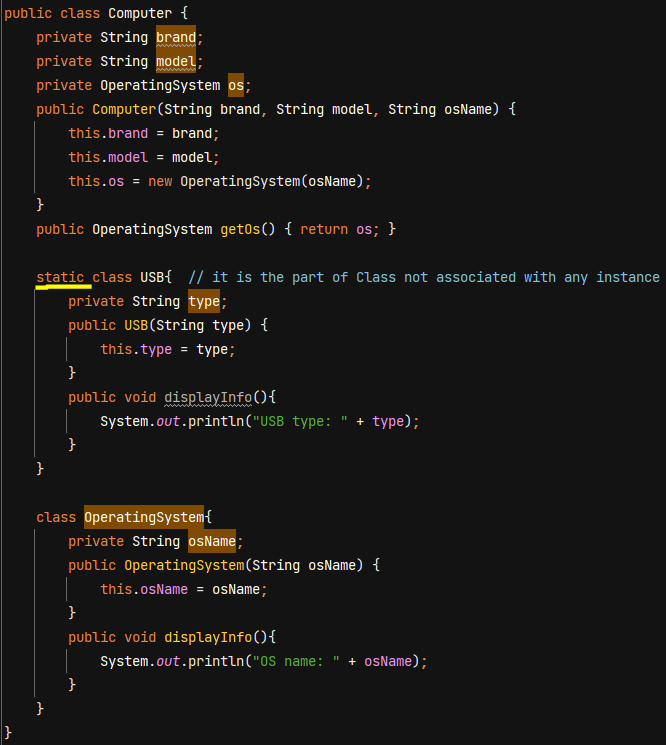 public class Computer {
    private String brand;
    private String model;
    private OperatingSystem os;
    public Computer(String brand, String model, String osName) {
        this.brand = brand;
        this.model = model;
        this.os = new OperatingSystem(osName);
    }
    public OperatingSystem getOs() { return os; }

    static class USB{  // it is the part of Class not associated with any instance
        private String type;
        public USB(String type) {
            this.type = type;
        }
        public void displayInfo(){
            System.out.println("USB type: " + type);
        }
    }

    class OperatingSystem{
        private String osName;
        public OperatingSystem(String osName) {
            this.osName = osName;
        }
        public void displayInfo(){
            System.out.println("OS name: " + osName);
        }
    }
}